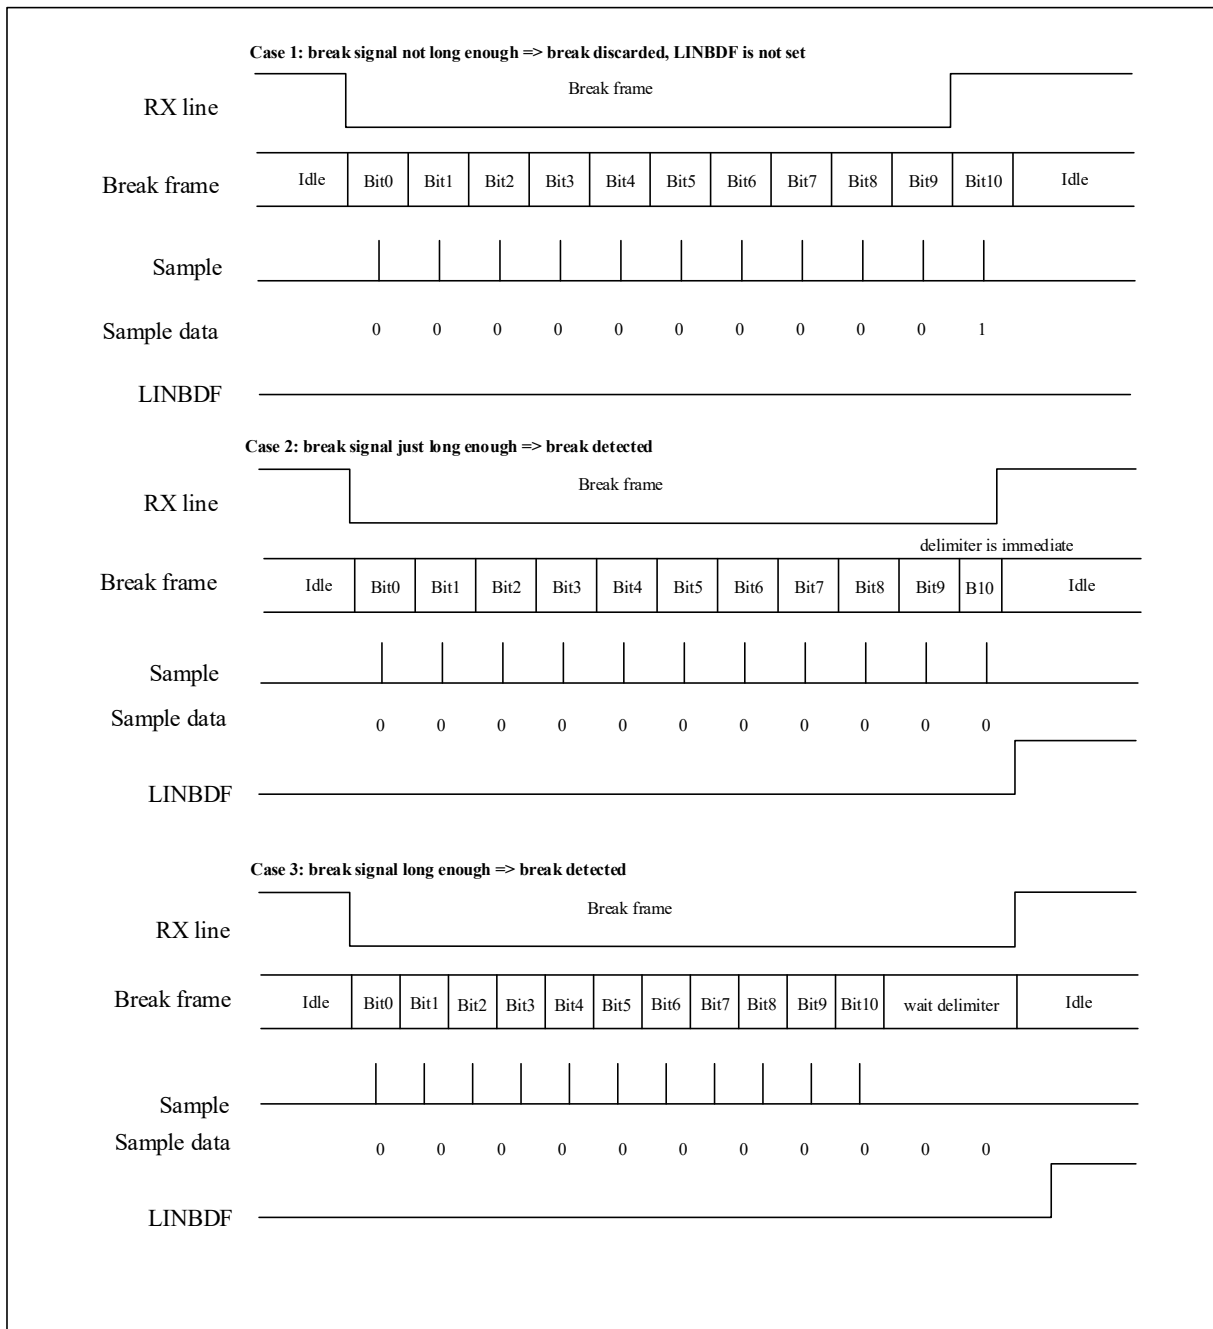 Case 1: break signal not long enough => break discarded, LINBDF is not set
RX line
Break frame
Break frame
Idle Bit0 Bit1 Bit2 Bit3 Bit4 Bit5 Bit6 Bit7 Bit8 Bit9 Bit10 Idle
Sample
Sample data 0 0 0 0 0 0 0 0 0 0 1
LINBDF
Case 2: break signal just long enough => break detected
RX line
Break frame
delimiter is immediate
Break frame
Idle Bit0 Bit1 Bit2 Bit3 Bit4 Bit5 Bit6 Bit7 Bit8 Bit9 B10 Idle
Sample
Sample data 0 0 0 0 0 0 0 0 0 0 0
LINBDF
Case 3: break signal long enough => break detected
RX line
Break frame
Break frame
Idle Bit0 Bit1 Bit2 Bit3 Bit4 Bit5 Bit6 Bit7 Bit8 Bit9 Bit10 wait delimiter Idle
Sample
Sample data 0 0 0 0 0 0 0 0 0 0 0
LINBDF